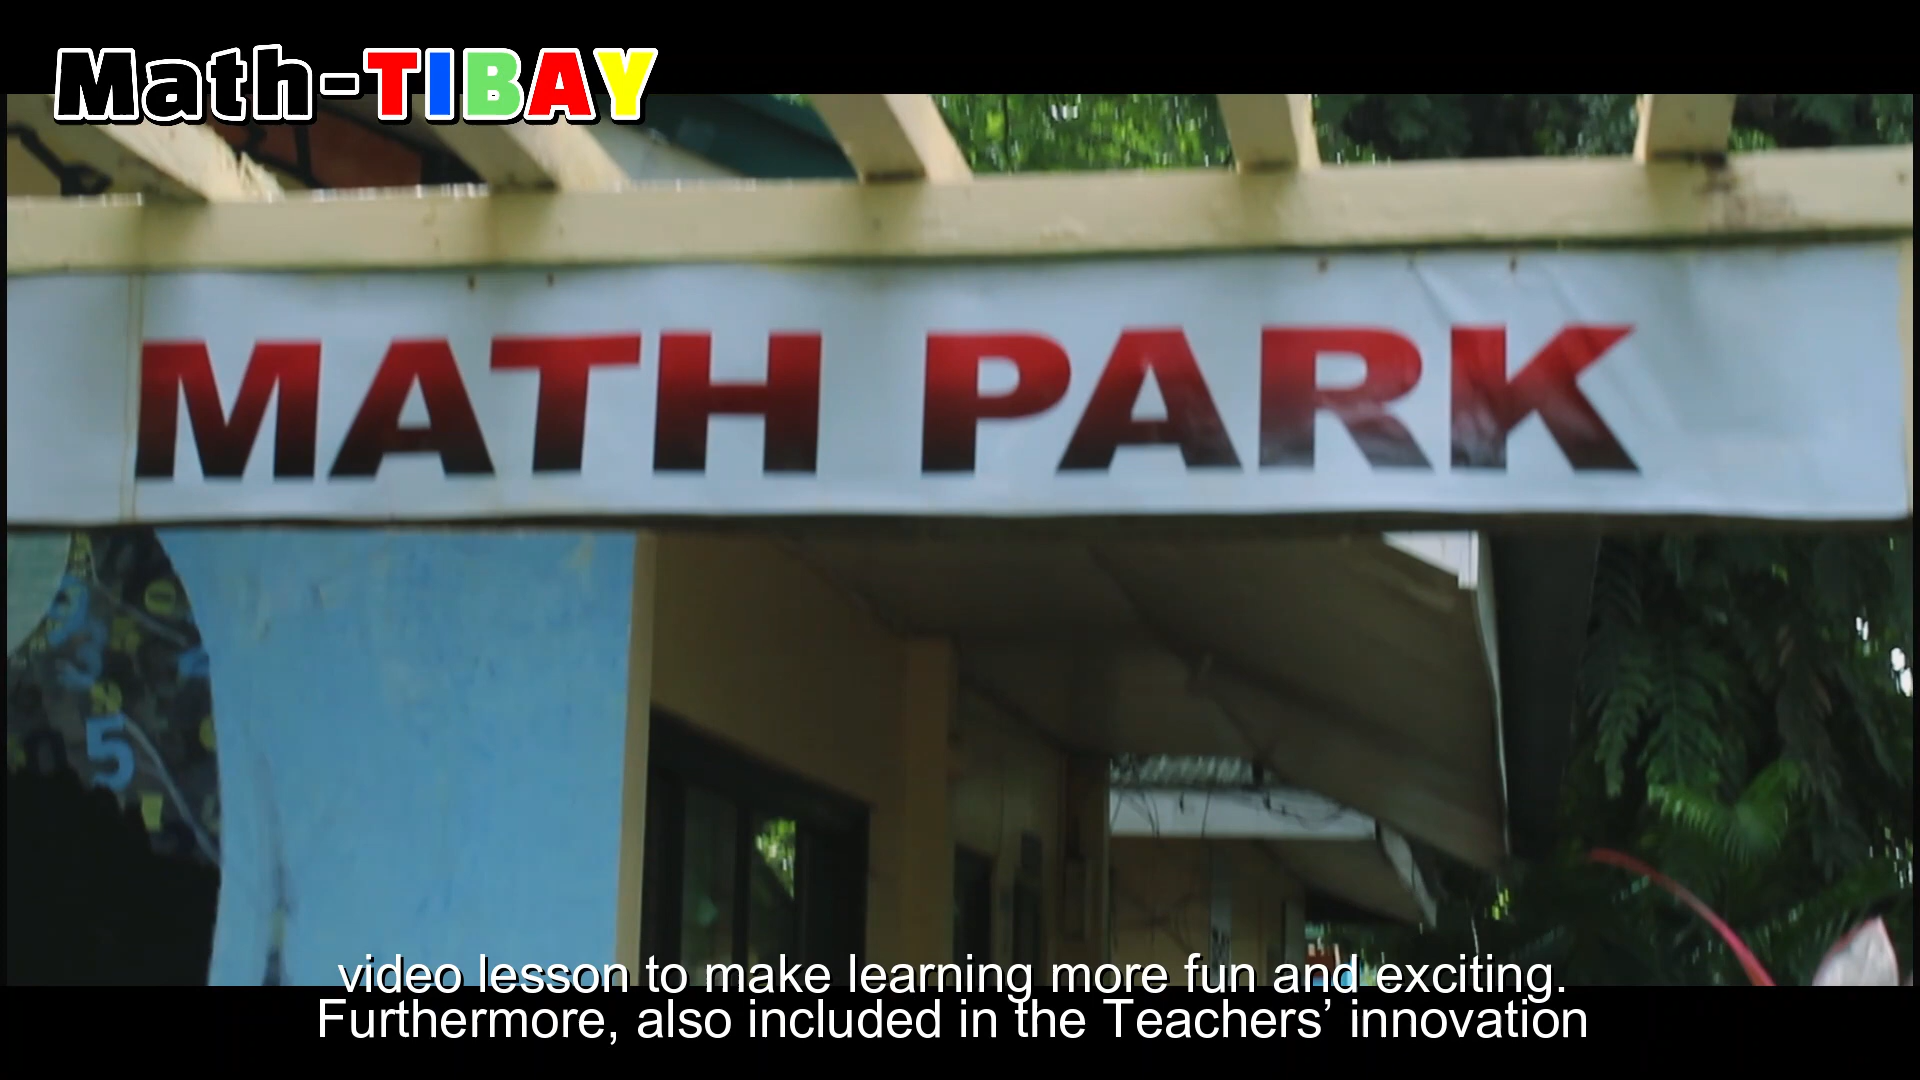 Math-TIBAY
MATH PARK
5
video lesson to make learning more fun and exciting.
Furthermore, also included in the Teachers’ innovation